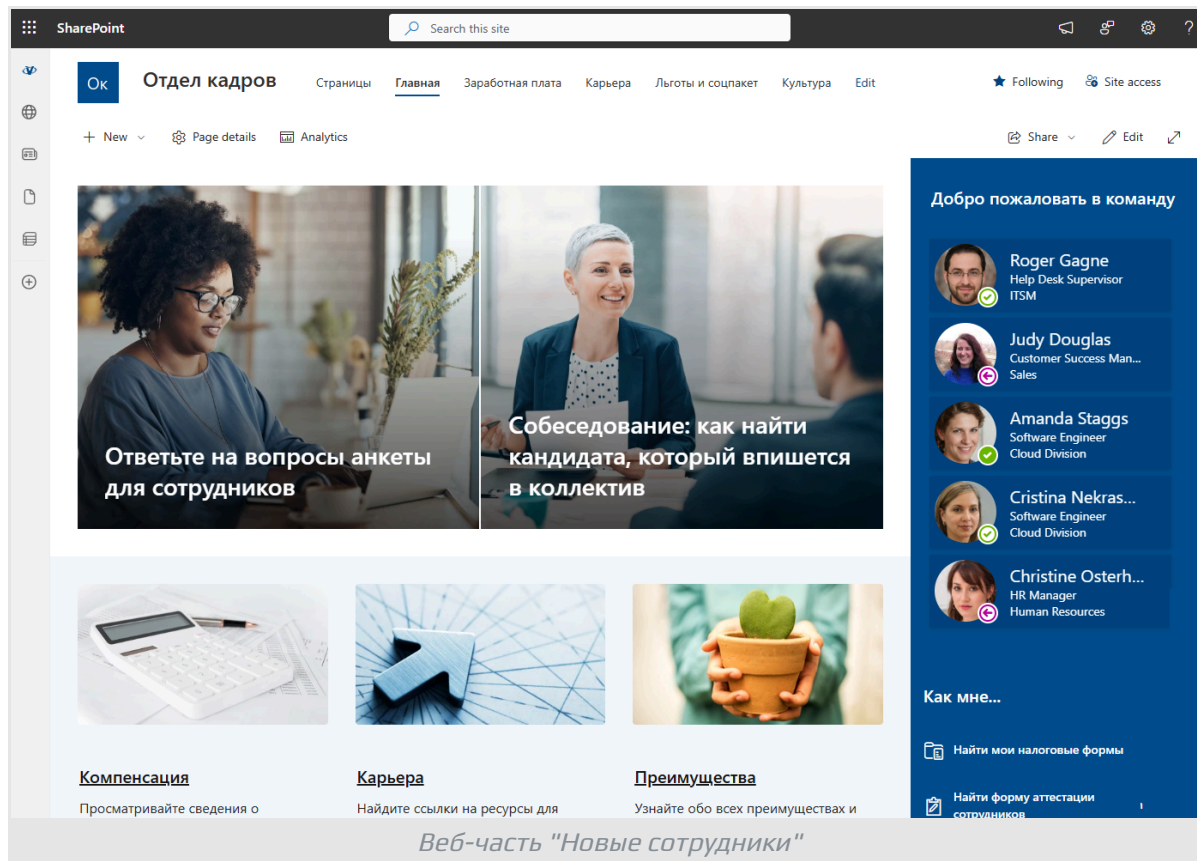 SharePoint
Search this site
?
Ок
Отдел кадров
Страницы
Главная
Заработная плата
Карьера
Льготы и соцпакет
Культура
Edit
Following
Site access
New
Page details
Analytics
Share
Edit
Ответьте на вопросы анкеты
для сотрудников
Собеседование: как найти
кандидата, который впишется
в коллектив
Добро пожаловать в команду
Roger Gagne
Help Desk Supervisor
ITSM
Judy Douglas
Customer Success Man...
Sales
Amanda Staggs
Software Engineer
Cloud Division
Cristina Nekras...
Software Engineer
Cloud Division
Christine Osterh...
HR Manager
Human Resources
Как мне...
Найти мои налоговые формы
Найти форму аттестации
сотрудников
Компенсация
Просматривайте сведения о
Карьера
Найдите ссылки на ресурсы для
Преимущества
Узнайте обо всех преимуществах и
Веб-часть "Новые сотрудники"